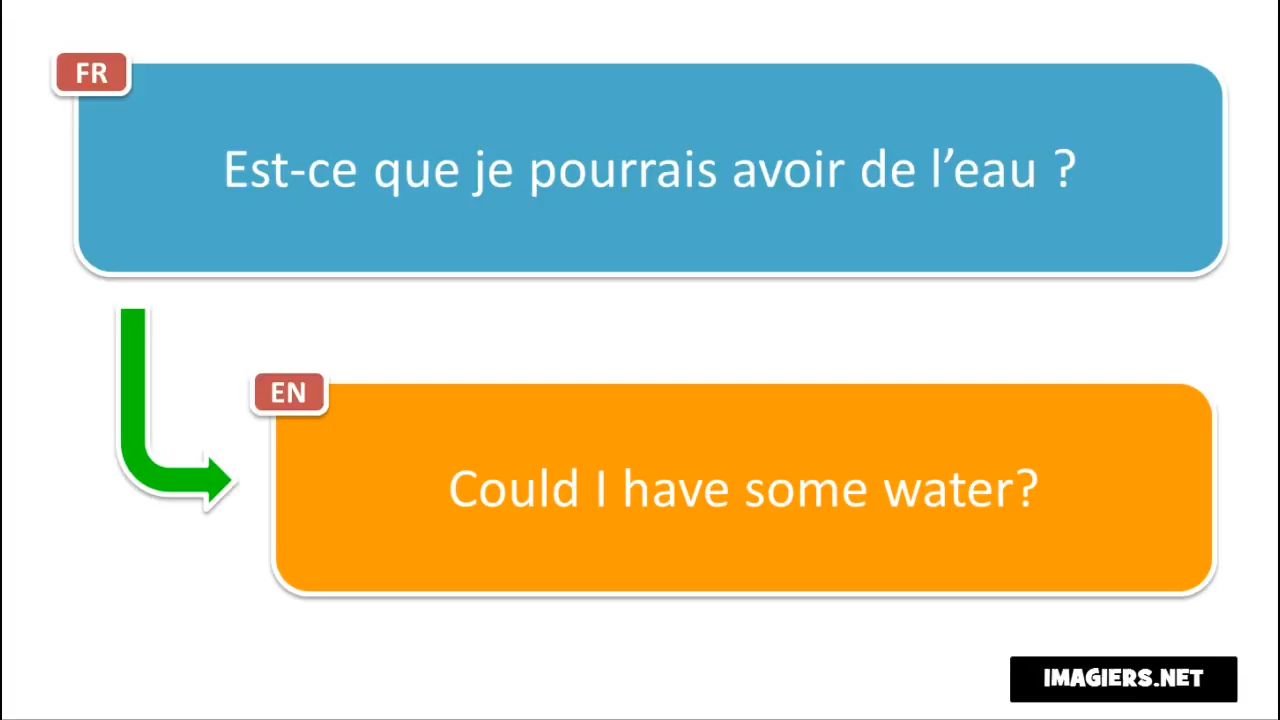 FR
Est-ce que je pourrais avoir de l’eau ?
EN
Could I have some water?
IMAGIERS.NET